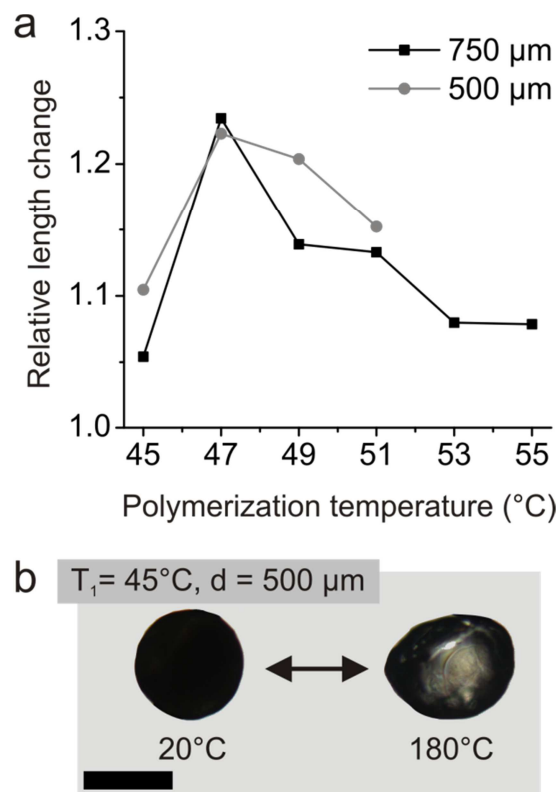 a
1.3
1.2
1.1
1.0
Relative length change
750 µm
500 µm
45 47 49 51 53 55
Polymerization temperature (°C)
b
T₁= 45°C, d = 500 µm
20°C
180°C